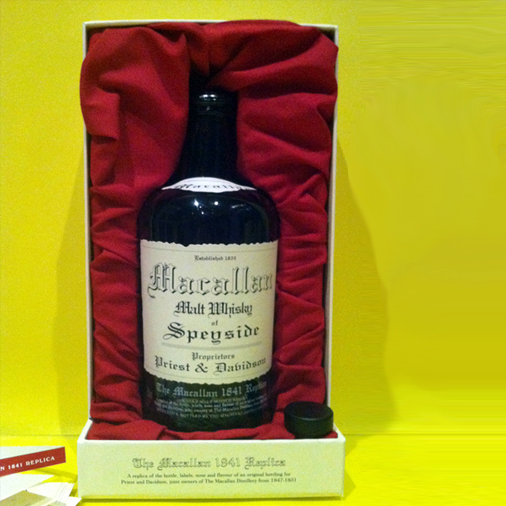 Macallan
Established 1824
Macallan
Malt Whisky
of
Speyside
Proprietors
Priest & Davidson
The Macallan 1841 Replica
The Macallan 1841 Replica
A replica of the bottle, labels, nose and flavour of an original bottling for
Priest and Davidson, joint owners of The Macallan Distillery from 1847-1861
N 1841 REPLICA